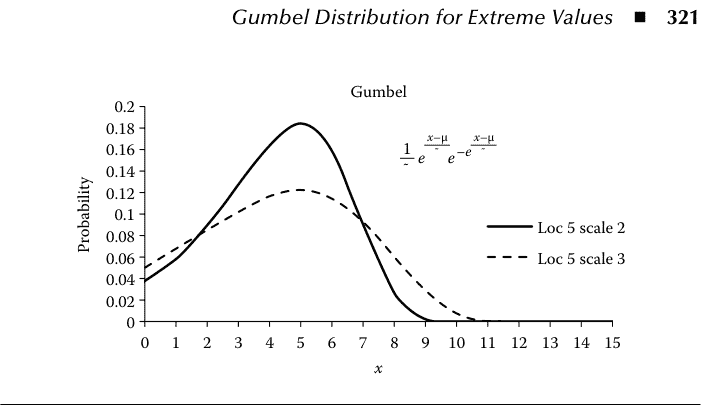 Gumbel Distribution for Extreme Values ■ 321
Gumbel
0.2
0.18
0.16
0.14
0.12
0.1
0.08
0.06
0.04
0.02
0
Probability
1 e x–μ e –e x–μ
Loc 5 scale 2
Loc 5 scale 3
0 1 2 3 4 5 6 7 8 9 10 11 12 13 14 15
x